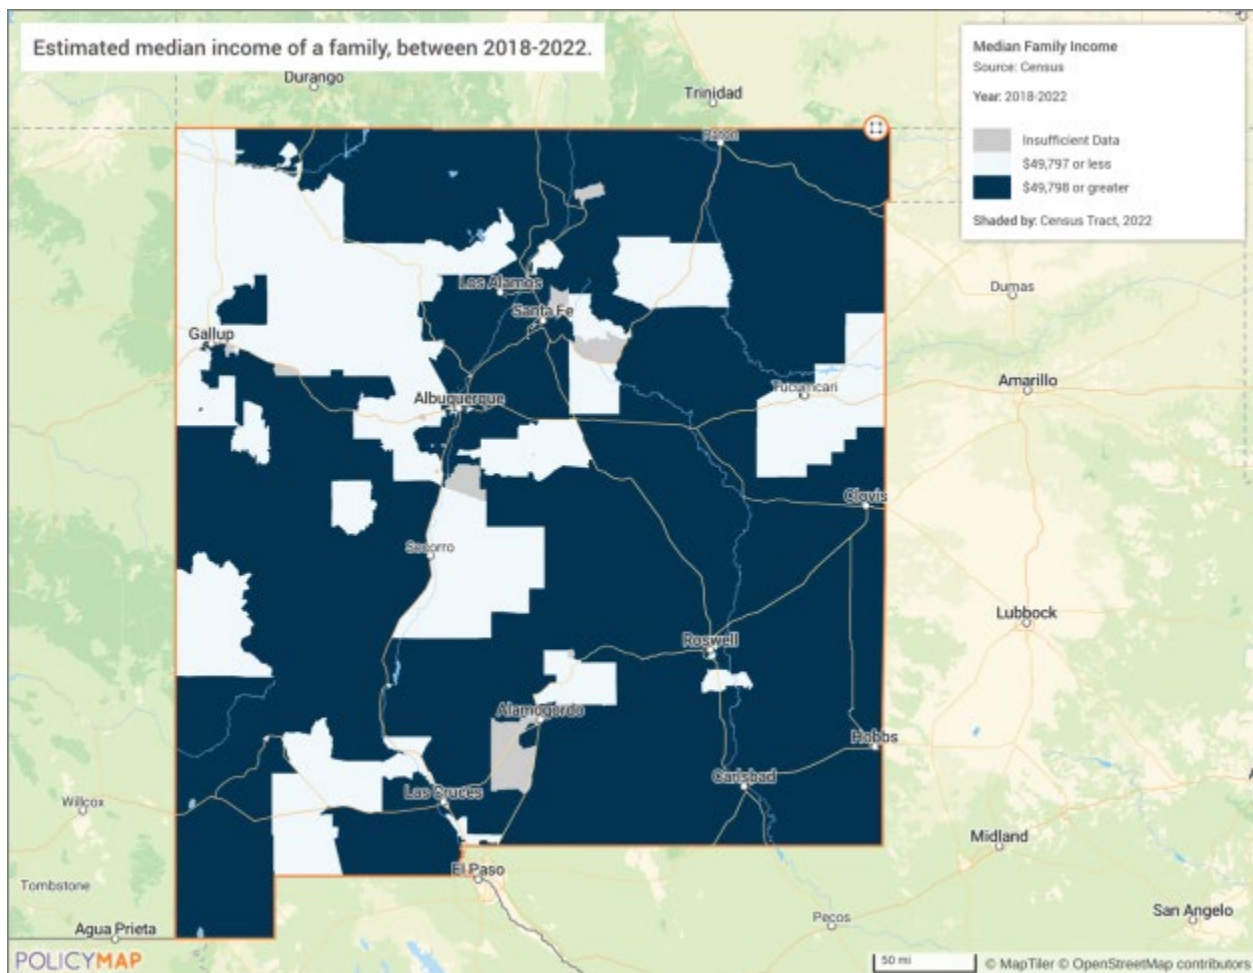 Estimated median income of a family, between 2018-2022.
Median Family Income
Source: Census
Year: 2018-2022
Insufficient Data
$49,797 or less
$49,798 or greater
Shaded by: Census Tract, 2022
Durango
Trinidad
Raton
Los Alamos
Santa Fe
Dumas
Gallup
Tucumcari
Amarillo
Albuquerque
Clovis
Socorro
Lubbock
Roswell
Alamogordo
Hobbs
Carlsbad
Las Cruces
Willcox
Midland
El Paso
Tombstone
Pecos
San Angelo
Agua Prieta
POLICYMAP
50 mi
© MapTiler © OpenStreetMap contributors